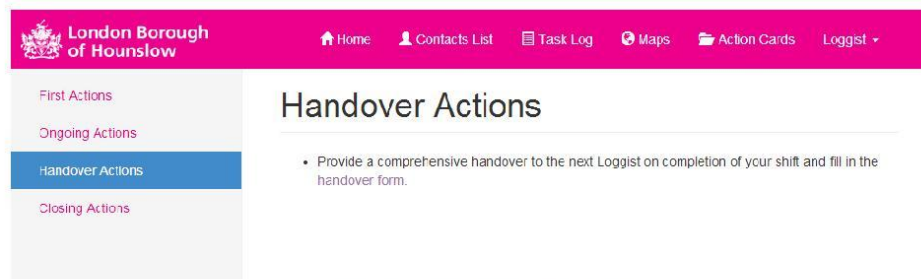 London Borough
of Hounslow
Home Contacts List Task Log Maps Action Cards Loggist
First Actions
Ongoing Actions
Handover Actions
Closing Actions
Handover Actions
Provide a comprehensive handover to the next Loggist on completion of your shift and fill in the
handover form.